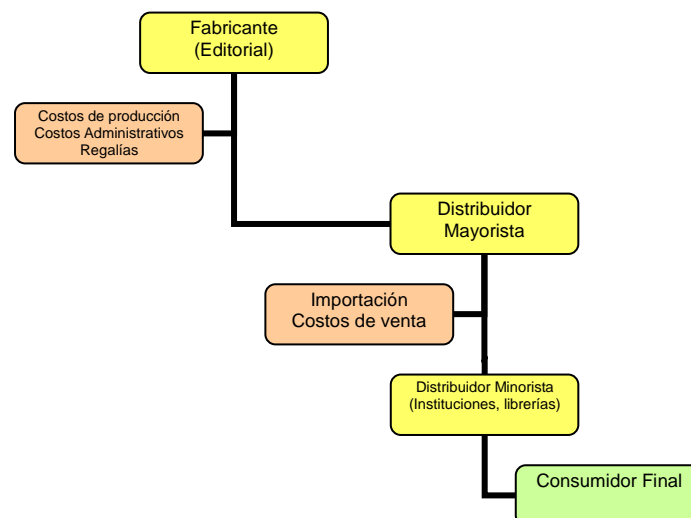 Fabricante
(Editorial)
Costos de producción
Costos Administrativos
Regalías
Distribuidor
Mayorista
Importación
Costos de venta
Distribuidor Minorista
(Instituciones, librerías)
Consumidor Final